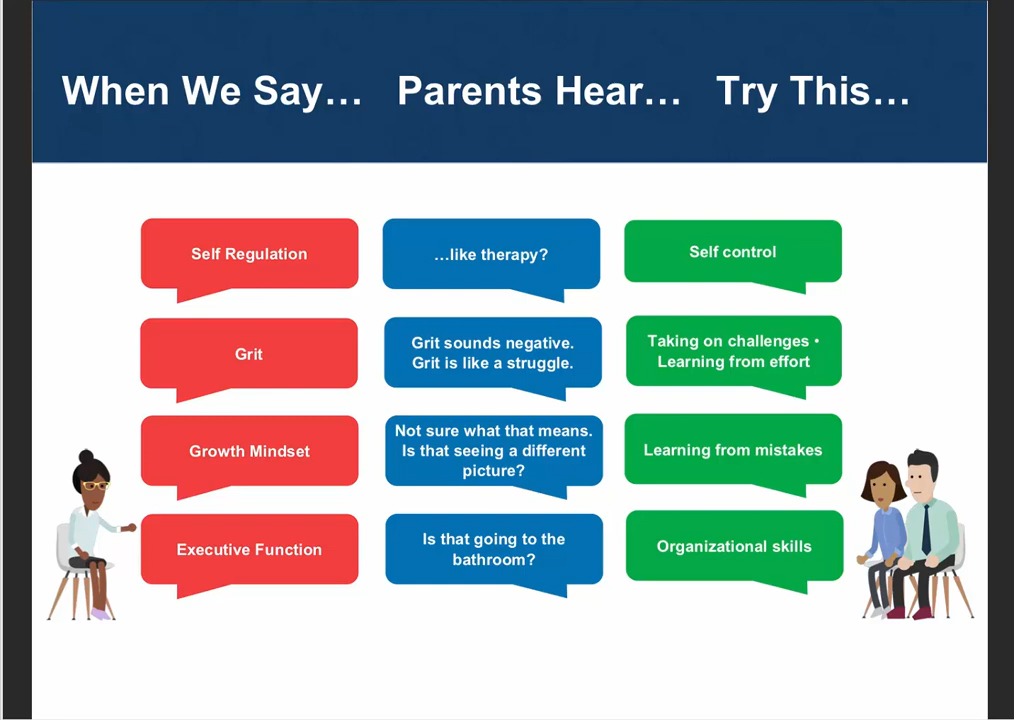 When We Say… Parents Hear… Try This…
Self Regulation
…like therapy?
Self control
Grit
Grit sounds negative.
Grit is like a struggle.
Taking on challenges •
Learning from effort
Growth Mindset
Not sure what that means.
Is that seeing a different
picture?
Learning from mistakes
Executive Function
Is that going to the
bathroom?
Organizational skills